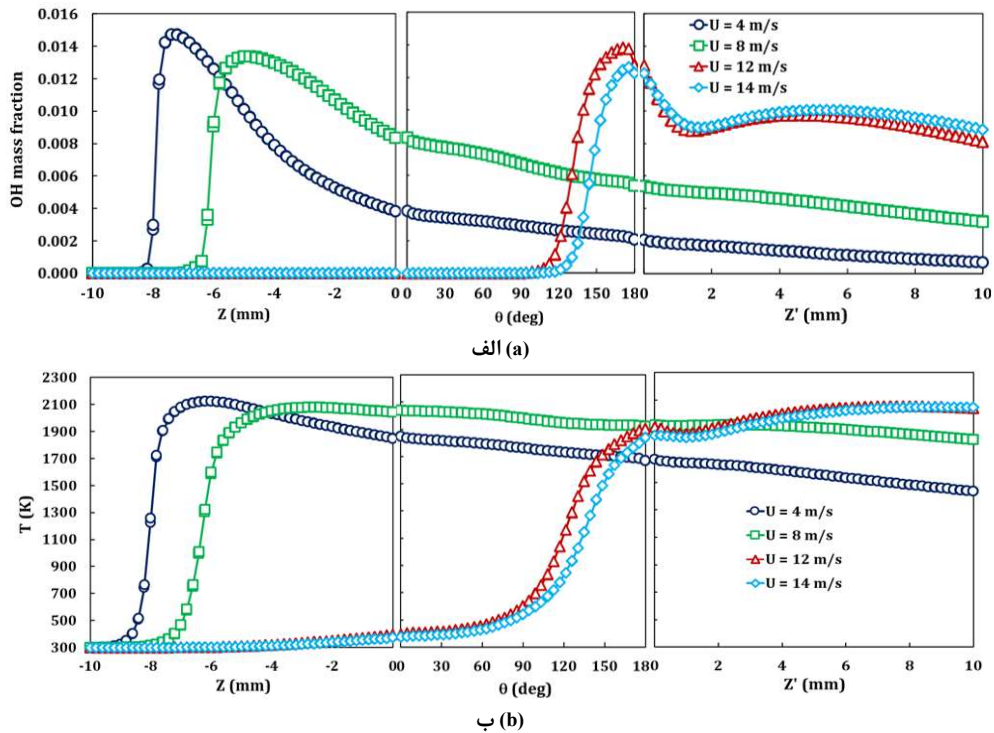 0.016
0.014
0.012
0.010
0.008
0.006
0.004
0.002
0.000
OH mass fraction
U = 4 m/s
U = 8 m/s
U = 12 m/s
U = 14 m/s
-10 -8 -6 -4 -2 0 0 30 60 90 120 150 180 2 4 6 8 10
Z (mm) θ (deg) Z' (mm)
(a) الف
2300
2100
1900
1700
1500
1300
1100
900
700
500
300
T (K)
U = 4 m/s
U = 8 m/s
U = 12 m/s
U = 14 m/s
-10 -8 -6 -4 -2 0 0 30 60 90 120 150 180 2 4 6 8 10
Z (mm) θ (deg) Z' (mm)
(b) ب